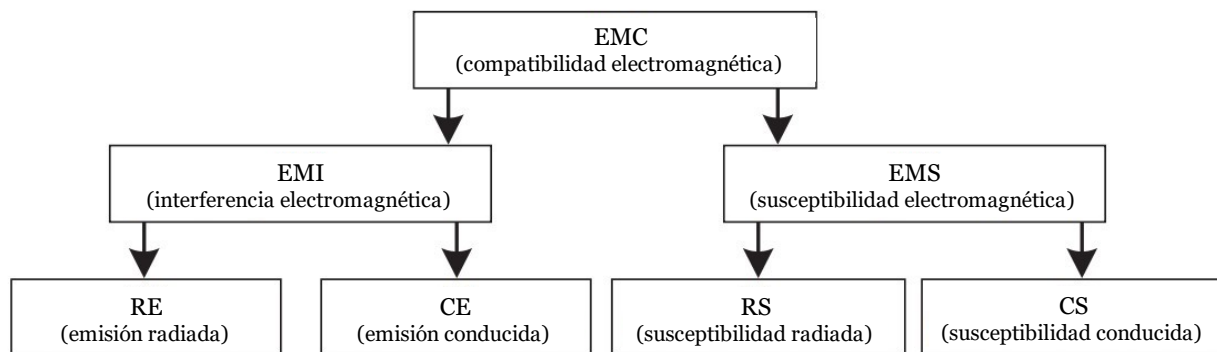 EMC
(compatibilidad electromagnética)
EMI
(interferencia electromagnética)
EMS
(susceptibilidad electromagnética)
RE
(emisión radiada)
CE
(emisión conducida)
RS
(susceptibilidad radiada)
CS
(susceptibilidad conducida)